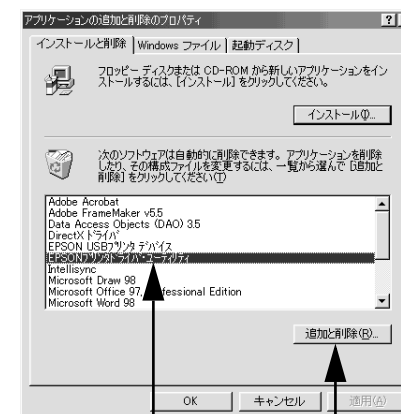 アプリケーションの追加と削除のプロパティ
インストールと削除 Windows ファイル 起動ディスク
フロッピー ディスクまたは CD-ROM から新しいアプリケーションをイン
ストールするには、[インストール] をクリックしてください。
インストール(I)...
次のソフトウェアは自動的に削除できます。アプリケーションを削除
したり、その構成ファイルを変更するには、一覧から選んで [追加と
削除] をクリックしてください(T)
Adobe Acrobat
Adobe FrameMaker v5.5
Data Access Objects (DAO) 3.5
DirectX ドライバ
EPSON USBプリンタ デバイス
EPSONプリンタドライバ・ユーティリティ
Intellisync
Microsoft Draw 98
Microsoft Office 97, Professional Edition
Microsoft Word 98
追加と削除(R)...
OK キャンセル 適用(A)